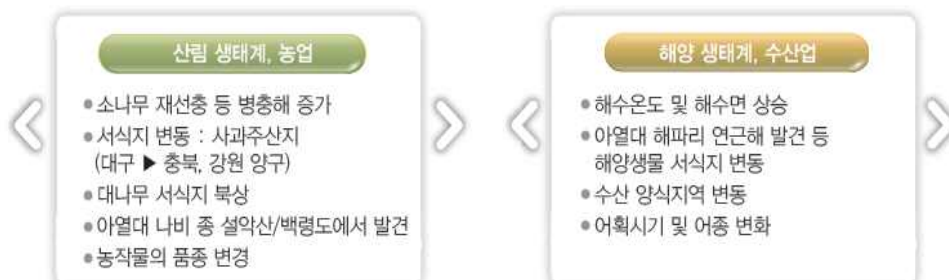 산림 생태계, 농업
• 소나무 재선충 등 병충해 증가
• 서식지 변동 : 사과주산지
(대구 ▶ 충북, 강원 양구)
• 대나무 서식지 북상
• 아열대 나비 종 설악산/백령도에서 발견
• 농작물의 품종 변경
해양 생태계, 수산업
• 해수온도 및 해수면 상승
• 아열대 해파리 연근해 발견 등
해양생물 서식지 변동
• 수산 양식지역 변동
• 어획시기 및 어종 변화